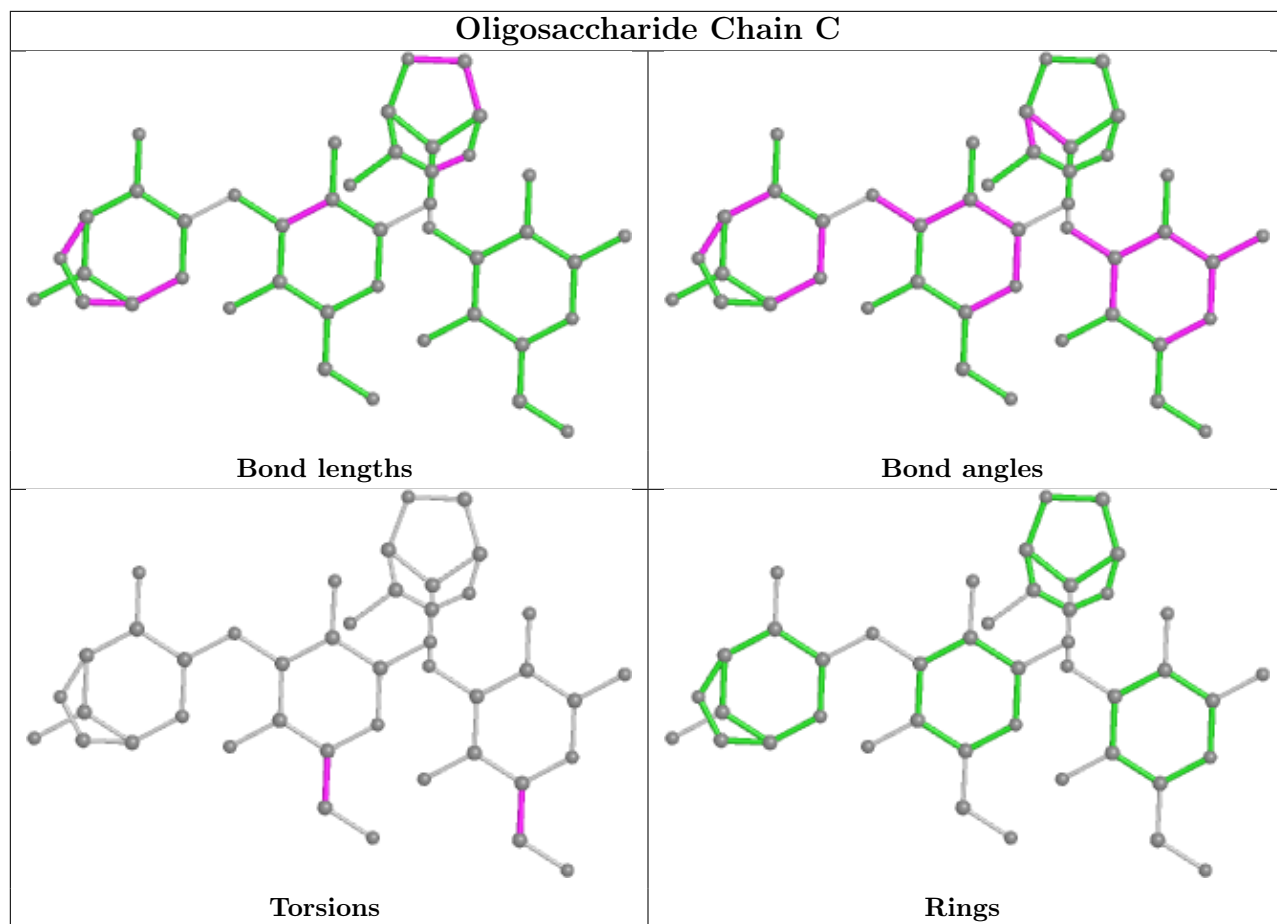 Oligosaccharide Chain C
Bond lengths
Bond angles
Torsions
Rings